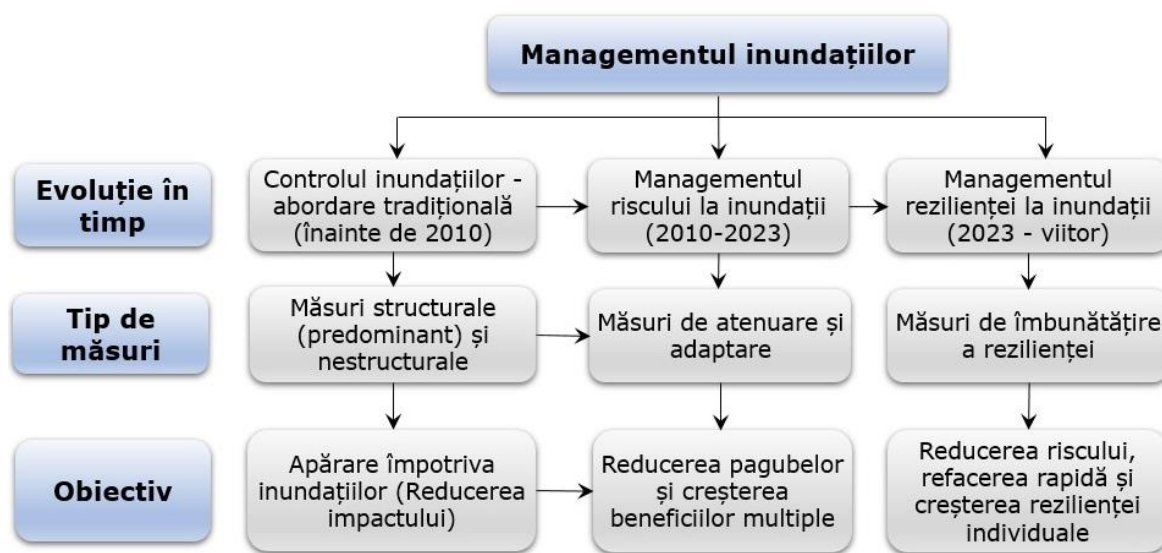 Managementul inundațiilor
Evoluție în
timp
Controlul inundațiilor -
abordare tradițională
(înainte de 2010)
Managementul
riscului la inundații
(2010-2023)
Managementul
rezilienței la inundații
(2023 - viitor)
Tip de
măsuri
Măsuri structurale
(predominant) și
nestructurale
Măsuri de atenuare și
adaptare
Măsuri de îmbunătățire
a rezilienței
Obiectiv
Apărare împotriva
inundațiilor (Reducerea
impactului)
Reducerea pagubelor
și creșterea
beneficiilor multiple
Reducerea riscului,
refacerea rapidă și
creșterea rezilienței
individuale